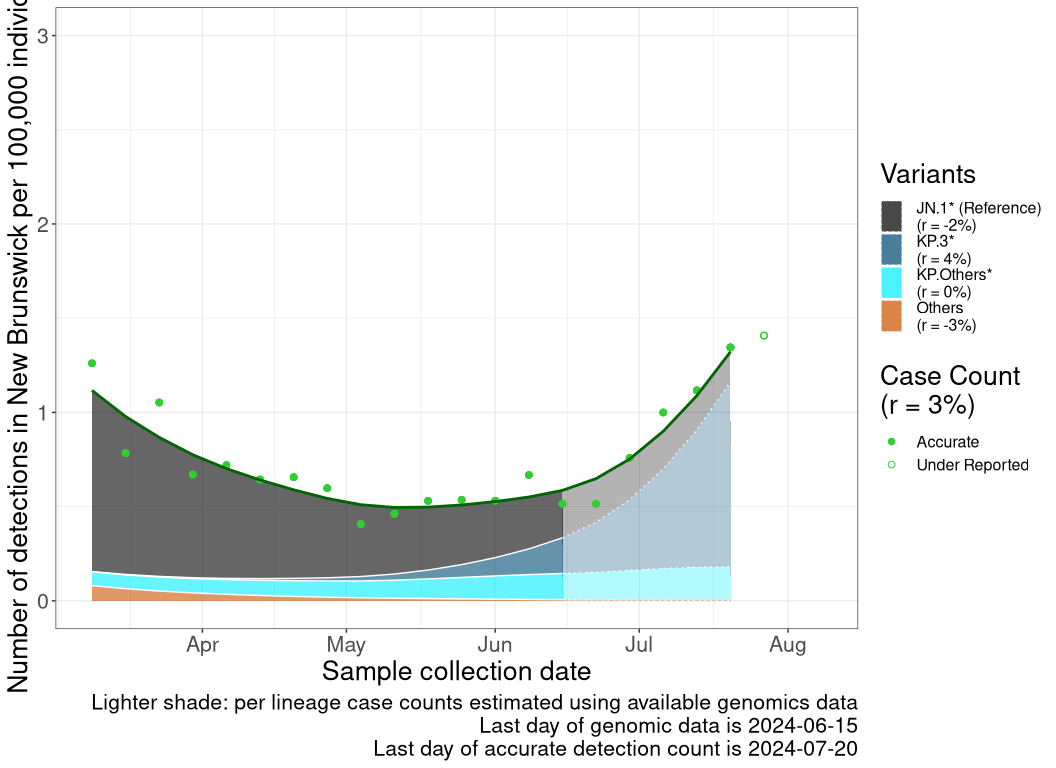 Number of detections in New Brunswick per 100,000
3
2
1
0
Apr
May
Jun
Jul
Aug
Sample collection date
Variants
JN.1* (Reference)
(r = -2%)
KP.3*
(r = 4%)
KP.Others*
(r = 0%)
Others
(r = -3%)
Case Count
(r = 3%)
Accurate
Under Reported
Lighter shade: per lineage case counts estimated using available genomics data
Last day of genomic data is 2024-06-15
Last day of accurate detection count is 2024-07-20